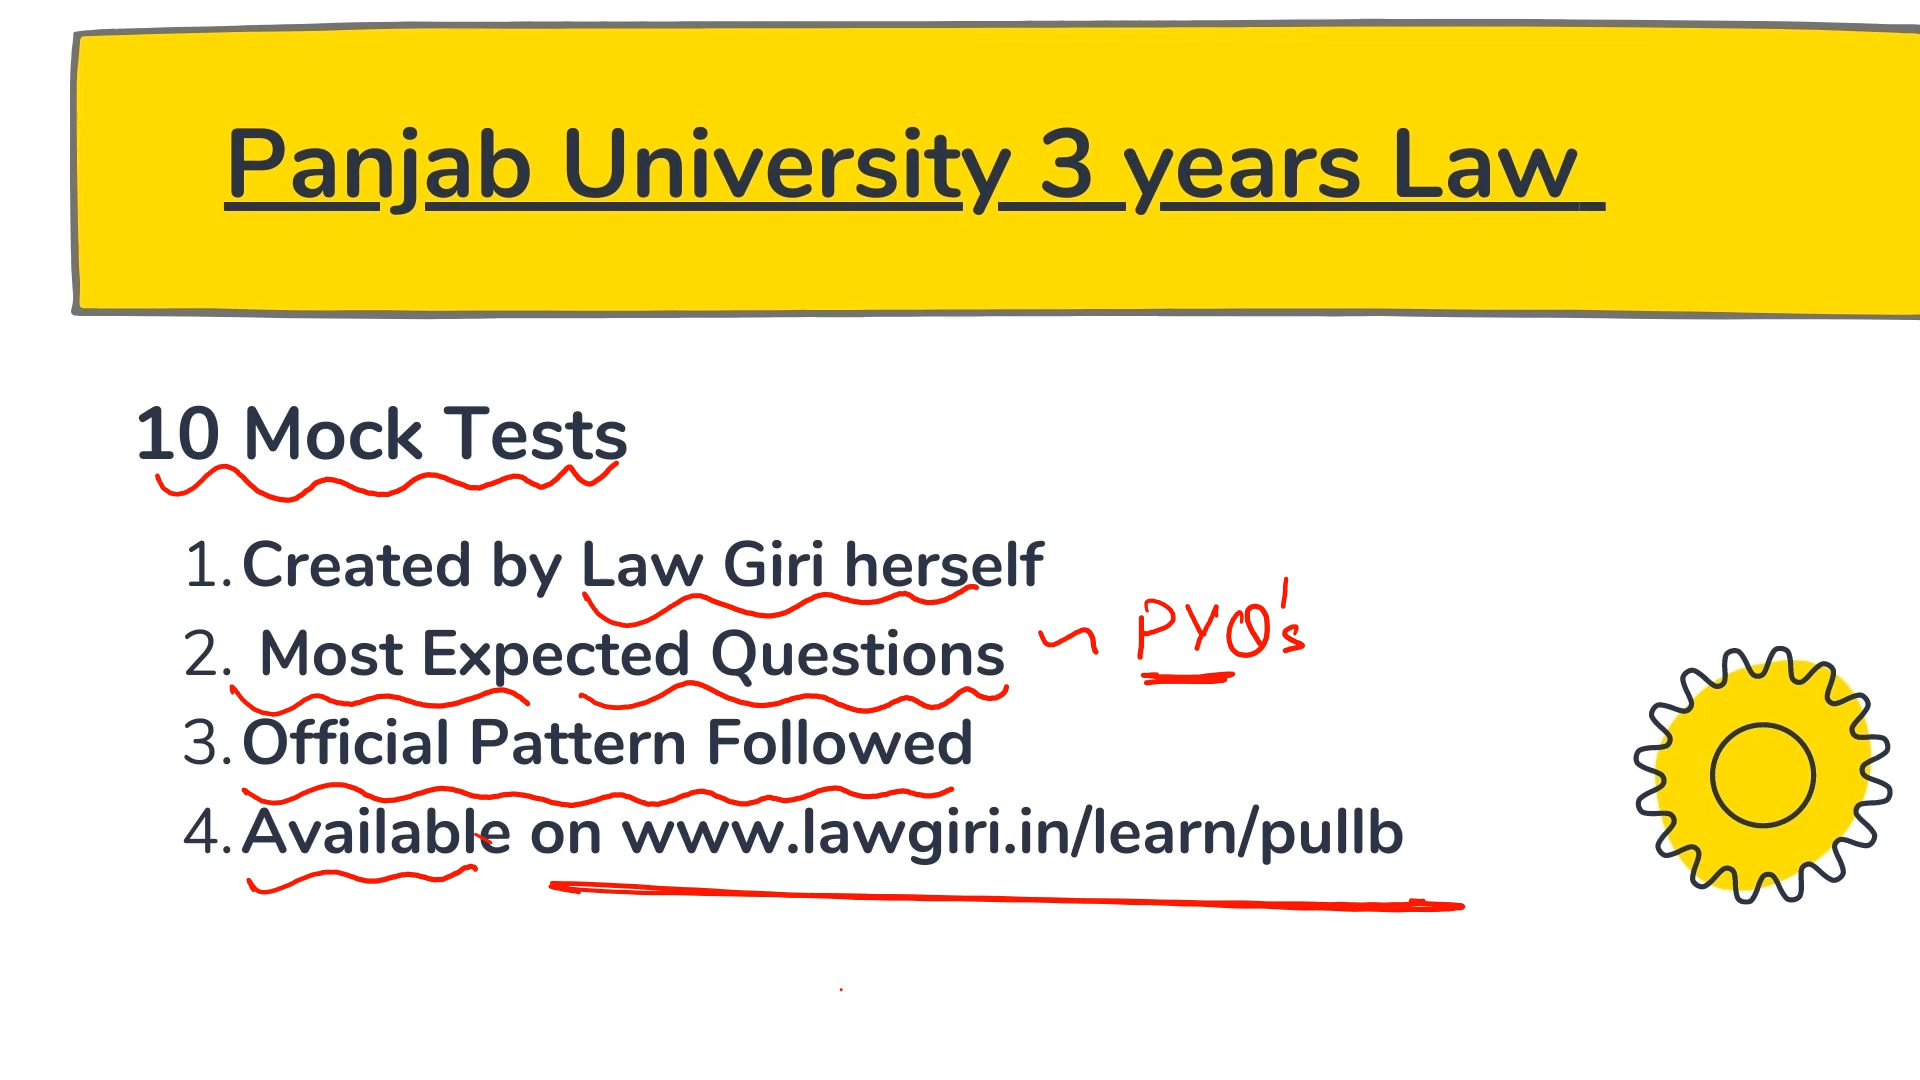 Panjab University 3 years Law
10 Mock Tests
1. Created by Law Giri herself
2. Most Expected Questions ~ PYQ's
3. Official Pattern Followed
4. Available on www.lawgiri.in/learn/pullb